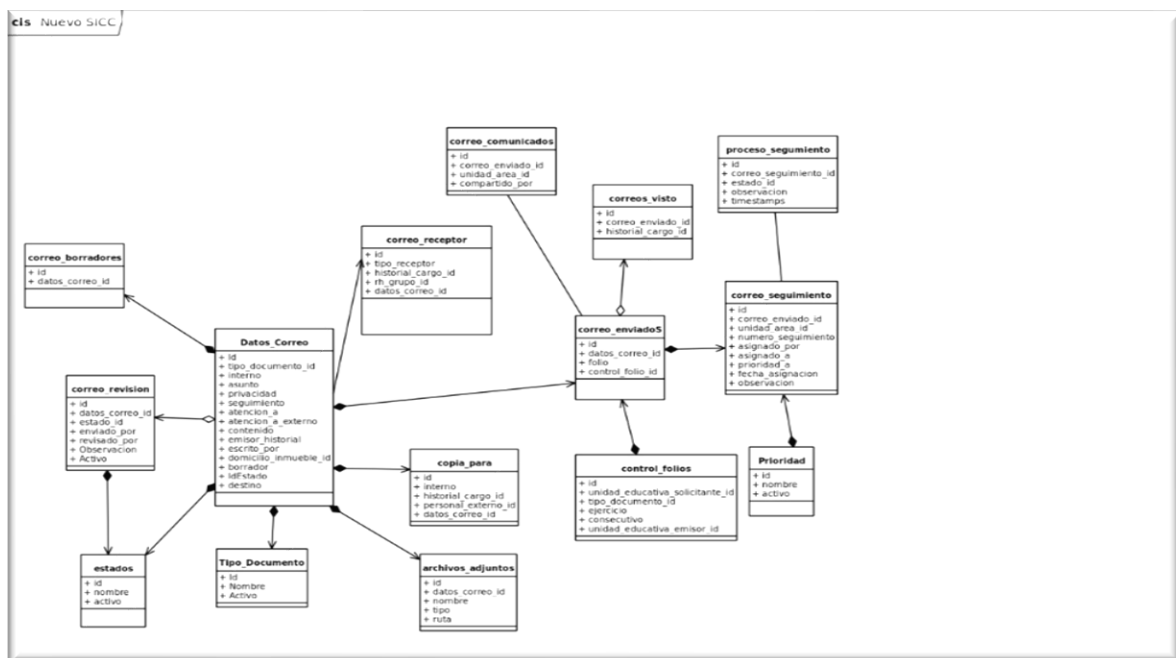 cis Nuevo SICC
correo_comunicados
+ id
+ correo_enviado_id
+ unidad_area_id
+ compartido_por
proceso_segumiento
+ id
+ correo_seguimiento_id
+ estado_id
+ observacion
+ timestamps
correos_visto
+ id
+ correo_enviado_id
+ historial_cargo_id
correo_receptor
+ id
+ tipo_receptor
+ historial_cargo_id
+ rh_grupo_id
+ datos_correo_id
correo_borradores
+ id
+ datos_correo_id
correo_seguimiento
+ id
+ correo_enviado_id
+ unidad_area_id
+ numero_seguimiento
+ asignado_por
+ asignado_a
+ prioridad_a
+ fecha_asignacion
+ observacion
correo_enviadoS
+ id
+ datos_correo_id
+ folio
+ control_folio_id
Datos_Correo
+ Id
+ tipo_documento_id
+ interno
+ asunto
+ privacidad
+ seguimiento
+ atencion_a
+ atencion_a_externo
+ contenido
+ emisor_historial
+ escrito_por
+ domicilio_inmueble_id
+ borrador
+ IdEstado
+ destino
correo_revision
+ id
+ datos_correo_id
+ estado_id
+ enviado_por
+ revisado_por
+ Observacion
+ Activo
copia_para
+ id
+ interno
+ historial_cargo_id
+ personal_externo_id
+ datos_correo_id
control_folios
+ id
+ unidad_educativa_solicitante_id
+ tipo_documento_id
+ ejercicio
+ consecutivo
+ unidad_educativa_emisor_id
Prioridad
+ id
+ nombre
+ activo
estados
+ id
+ nombre
+ activo
Tipo_Documento
+ Id
+ Nombre
+ Activo
archivos_adjuntos
+ id
+ datos_correo_id
+ nombre
+ tipo
+ ruta